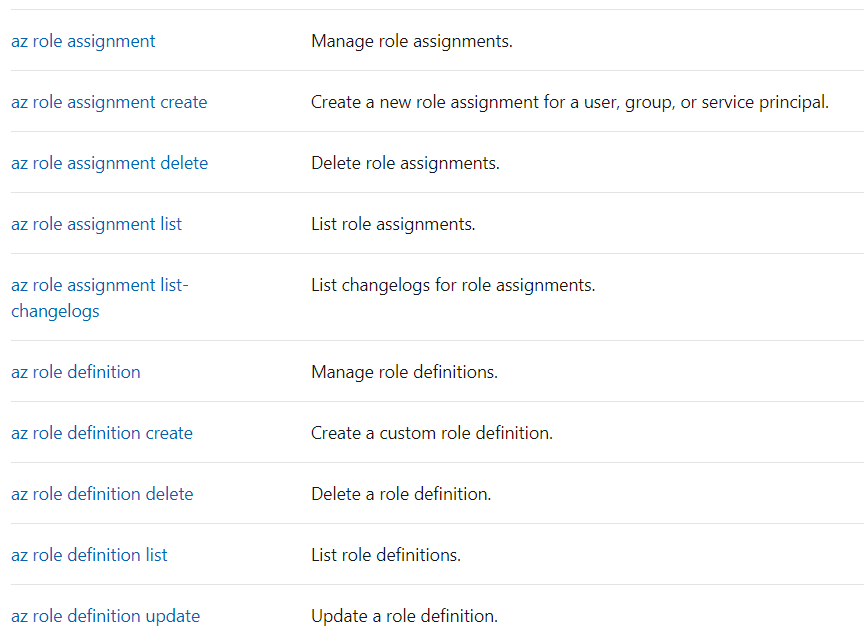 az role assignment Manage role assignments.
az role assignment create Create a new role assignment for a user, group, or service principal.
az role assignment delete Delete role assignments.
az role assignment list List role assignments.
az role assignment list- List changelogs for role assignments.
changelogs
az role definition Manage role definitions.
az role definition create Create a custom role definition.
az role definition delete Delete a role definition.
az role definition list List role definitions.
az role definition update Update a role definition.